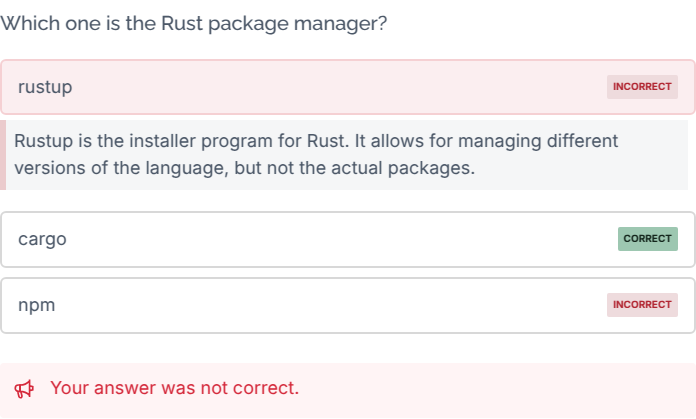 Which one is the Rust package manager?
rustup INCORRECT
Rustup is the installer program for Rust. It allows for managing different
versions of the language, but not the actual packages.
cargo CORRECT
npm INCORRECT
Your answer was not correct.